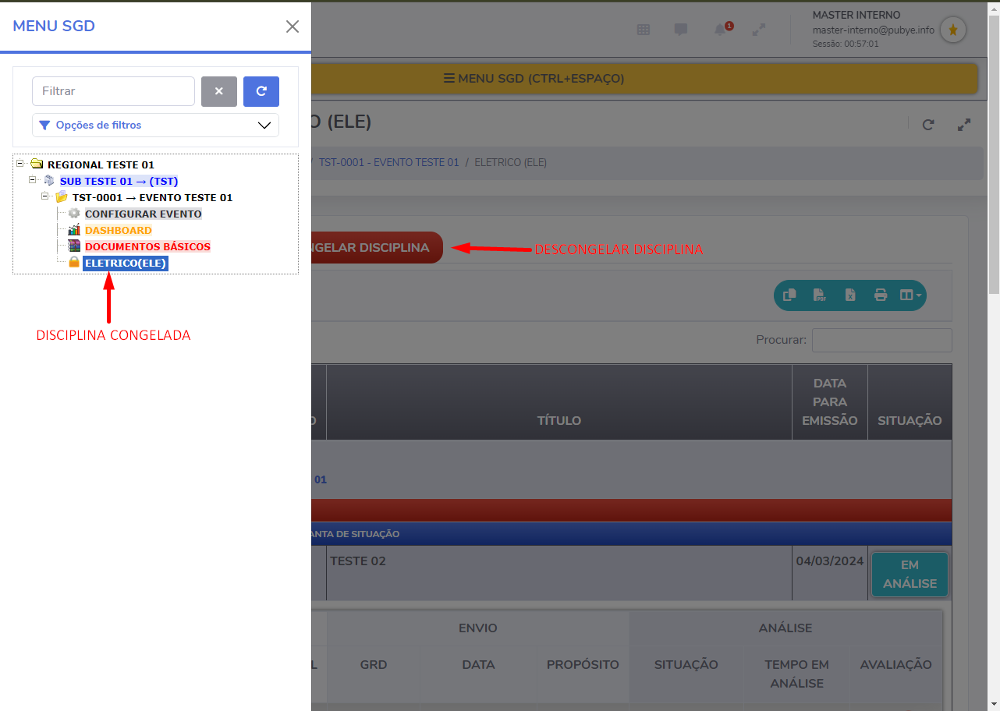 MENU SGD
MASTER INTERNO
master-interno@pubye.info
Sessão: 00:57:01
1
Filtrar
Opções de filtros
MENU SGD (CTRL+ESPAÇO)
(ELE)
/ TST-0001 - EVENTO TESTE 01 / ELETRICO (ELE)
REGIONAL TESTE 01
SUB TESTE 01 → (TST)
TST-0001 → EVENTO TESTE 01
CONFIGURAR EVENTO
DASHBOARD
DOCUMENTOS BÁSICOS
ELETRICO(ELE)
DISCIPLINA CONGELADA
NGELAR DISCIPLINA
DESCONGELAR DISCIPLINA
PDF
Procurar:
TÍTULO
DATA PARA EMISSÃO
SITUAÇÃO
01
ANTA DE SITUAÇÃO
TESTE 02
04/03/2024
EM ANÁLISE
ENVIO
ANÁLISE
L
GRD
DATA
PROPÓSITO
SITUAÇÃO
TEMPO EM ANÁLISE
AVALIAÇÃO